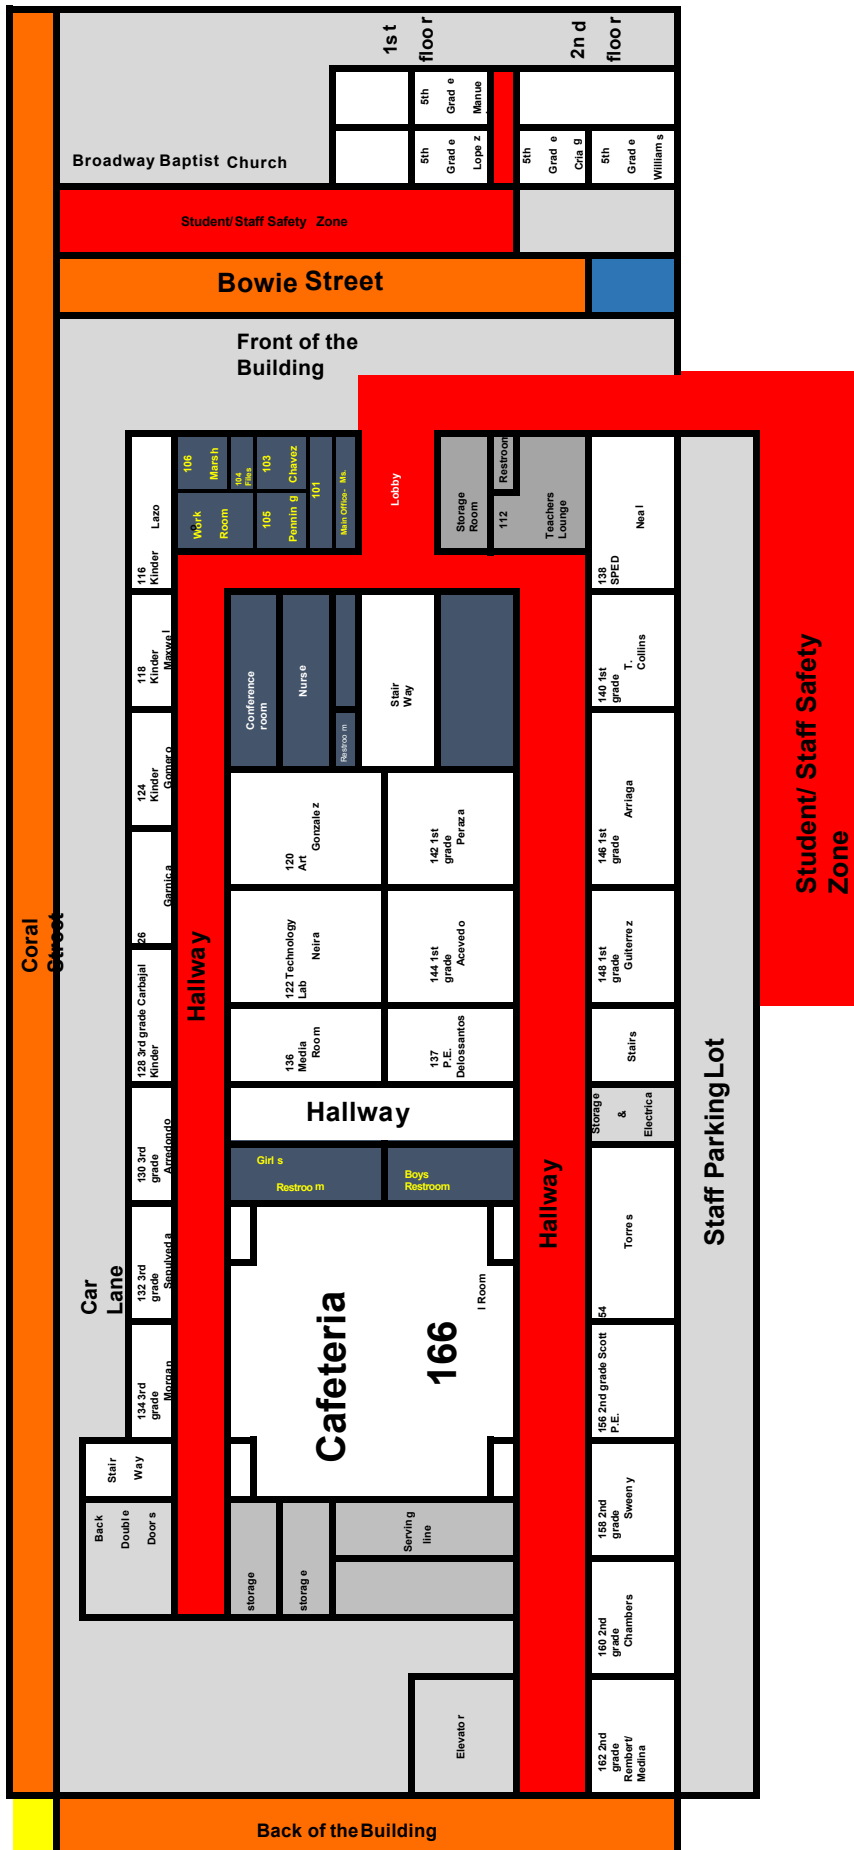 1st
floor
2nd
floor
5th
Grade
Manue
5th
Grade
Lopez
5th
Grade
Criag
5th
Grade
Williams
Broadway Baptist Church
Student/Staff Safety Zone
Bowie Street
Front of the
Building
106
Marsh
104
Files
103
Chavez
101
Main Office- Ms.
Work
Room
105
Penning
Lobby
Storage
Room
Restroom
112
Teachers
Lounge
138
SPED
Neal
116
Kinder
Lazo
118
Kinder
Maxwel
124
Kinder
Gomero
26
Garnica
128 3rd grade Carbajal
Kinder
130 3rd
grade
Arredondo
132 3rd
grade
Sepulveda
134 3rd
grade
Morgan
Conference
room
Nurse
Restroom
Stair
Way
140 1st
grade
T.
Collins
120
Art
Gonzalez
142 1st
grade
Peraza
146 1st
grade
Arriaga
122 Technology
Lab
Neira
144 1st
grade
Acevedo
148 1st
grade
Guiterrez
136
Media
Room
137
P.E.
Delossantos
Stairs
Storage
&
Electrica
Hallway
Hallway
Hallway
Girls
Restroom
Boys
Restroom
Cafeteria
166
l Room
54
Torres
156 2nd grade Scott
P.E.
158 2nd
grade
Sweeny
160 2nd
grade
Chambers
162 2nd
grade
Rembert/
Medina
Stair
Way
Back
Double
Doors
storage
storage
Serving
line
Elevator
Coral
Street
Car
Lane
Staff Parking Lot
Student/ Staff Safety
Zone
Back of the Building